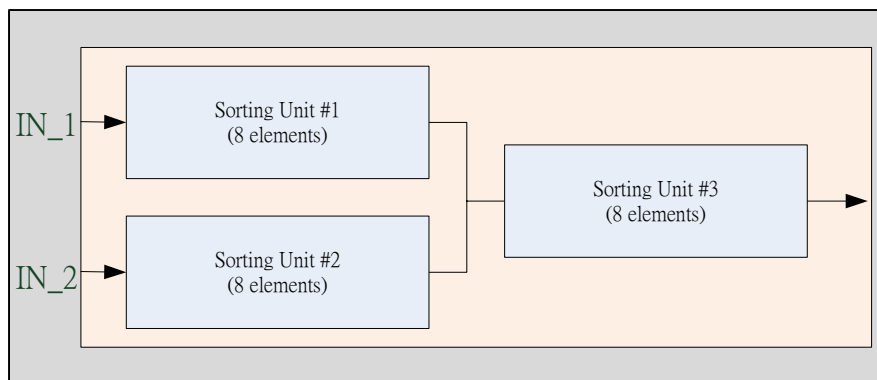 IN_1
Sorting Unit #1
(8 elements)
IN_2
Sorting Unit #2
(8 elements)
Sorting Unit #3
(8 elements)